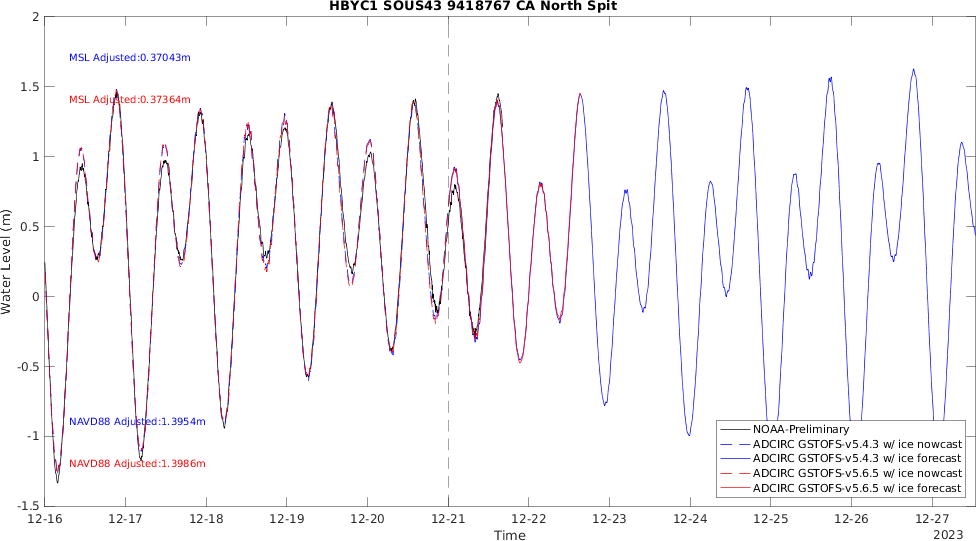 HBYC1 SOUS43 9418767 CA North Spit
2
1.5
1
0.5
0
-0.5
-1
-1.5
Water Level (m)
MSL Adjusted:0.37043m
MSL Adjusted:0.37364m
NAVD88 Adjusted:1.3954m
NAVD88 Adjusted:1.3986m
NOAA-Preliminary
ADCIRC GSTOFS-v5.4.3 w/ ice nowcast
ADCIRC GSTOFS-v5.4.3 w/ ice forecast
ADCIRC GSTOFS-v5.6.5 w/ ice nowcast
ADCIRC GSTOFS-v5.6.5 w/ ice forecast
12-16 12-17 12-18 12-19 12-20 12-21 12-22 12-23 12-24 12-25 12-26 12-27
Time
2023